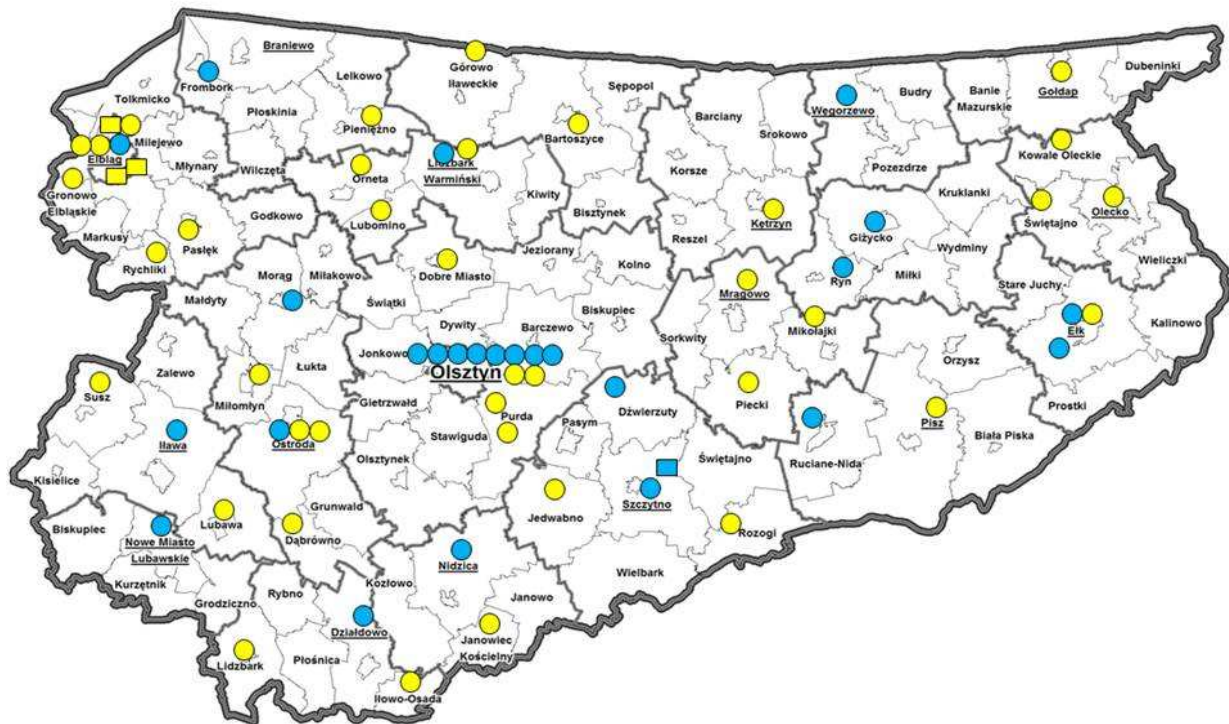 Braniewo
Lelkowo
Górowo
Iławeckie
Sępopol
Frombork
Tolkmicko
Płoskinia
Pieniężno
Bartoszyce
Barciany
Srokowo
Węgorzewo
Budry
Banie
Mazurskie
Gołdap
Dubeninki
Elbląg
Milejewo
Młynary
Wilczęta
Orneta
Lidzbark
Warmiński
Kiwity
Korsze
Pozezdrze
Kowale Oleckie
Gronowo
Elbląskie
Markusy
Pasłęk
Godkowo
Lubomino
Bisztynek
Reszel
Kętrzyn
Kruklanki
Giżycko
Świętajno
Olecko
Rychliki
Morąg
Miłakowo
Dobre Miasto
Jeziorany
Kolno
Wydminy
Wieliczki
Małdyty
Świątki
Mrągowo
Ryn
Miłki
Stare Juchy
Dywity
Barczewo
Biskupiec
Sorkwity
Mikołajki
Ełk
Kalinowo
Zalewo
Łukta
Jonkowo
Olsztyn
Orzysz
Susz
Miłomłyn
Gietrzwałd
Purda
Dźwierzuty
Piecki
Prostki
Iława
Ostróda
Stawiguda
Pasym
Pisz
Biała Piska
Kisielice
Olsztynek
Świętajno
Ruciane-Nida
Szczytno
Biskupiec
Lubawa
Grunwald
Jedwabno
Nowe Miasto
Lubawskie
Dąbrówno
Rozogi
Kurzętnik
Nidzica
Wielbark
Grodziczno
Rybno
Kozłowo
Janowo
Działdowo
Janowiec
Kościelny
Lidzbark
Płośnica
Iłowo-Osada